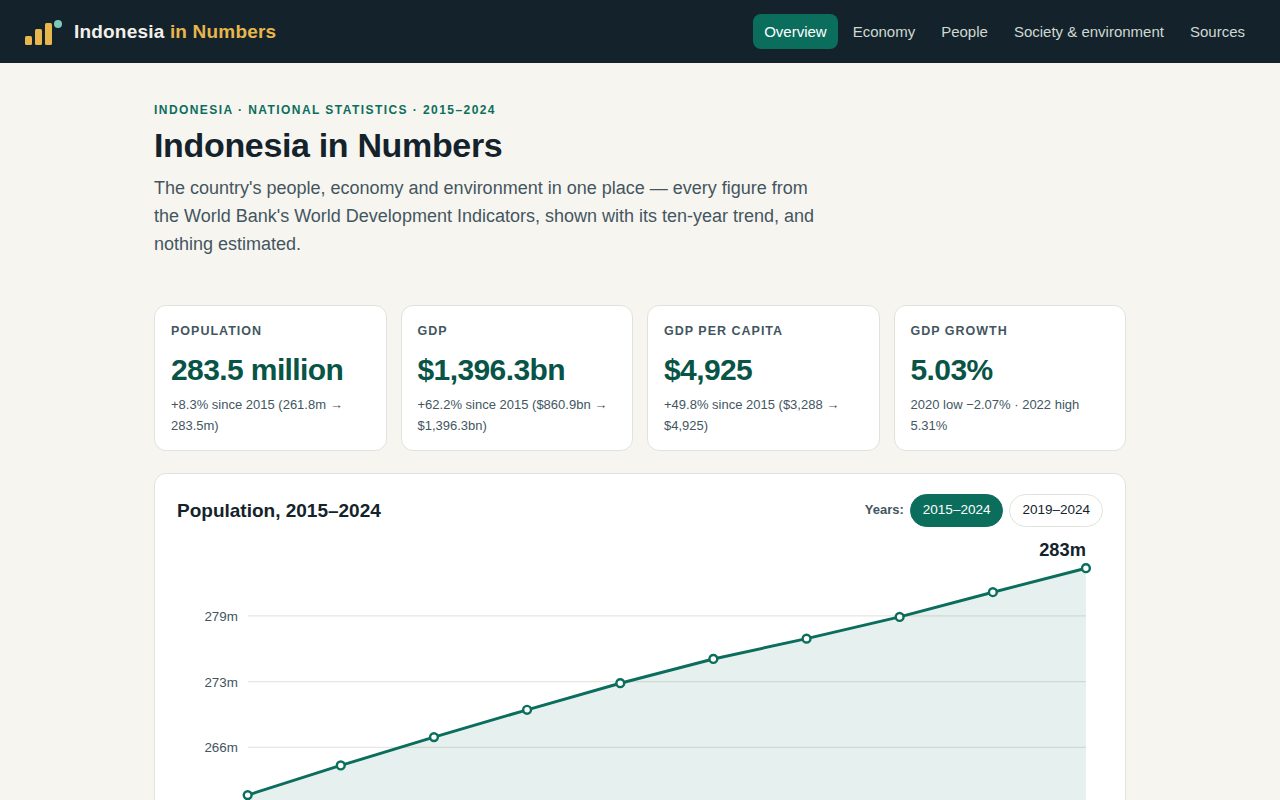 Indonesia in Numbers
Overview Economy People Society & environment Sources
INDONESIA · NATIONAL STATISTICS · 2015–2024
Indonesia in Numbers
The country's people, economy and environment in one place — every figure from
the World Bank's World Development Indicators, shown with its ten-year trend, and
nothing estimated.
POPULATION
283.5 million
+8.3% since 2015 (261.8m →
283.5m)
GDP
$1,396.3bn
+62.2% since 2015 ($860.9bn →
$1,396.3bn)
GDP PER CAPITA
$4,925
+49.8% since 2015 ($3,288 →
$4,925)
GDP GROWTH
5.03%
2020 low −2.07% · 2022 high
5.31%
Population, 2015–2024
Years: 2015–2024 2019–2024
283m
279m
273m
266m